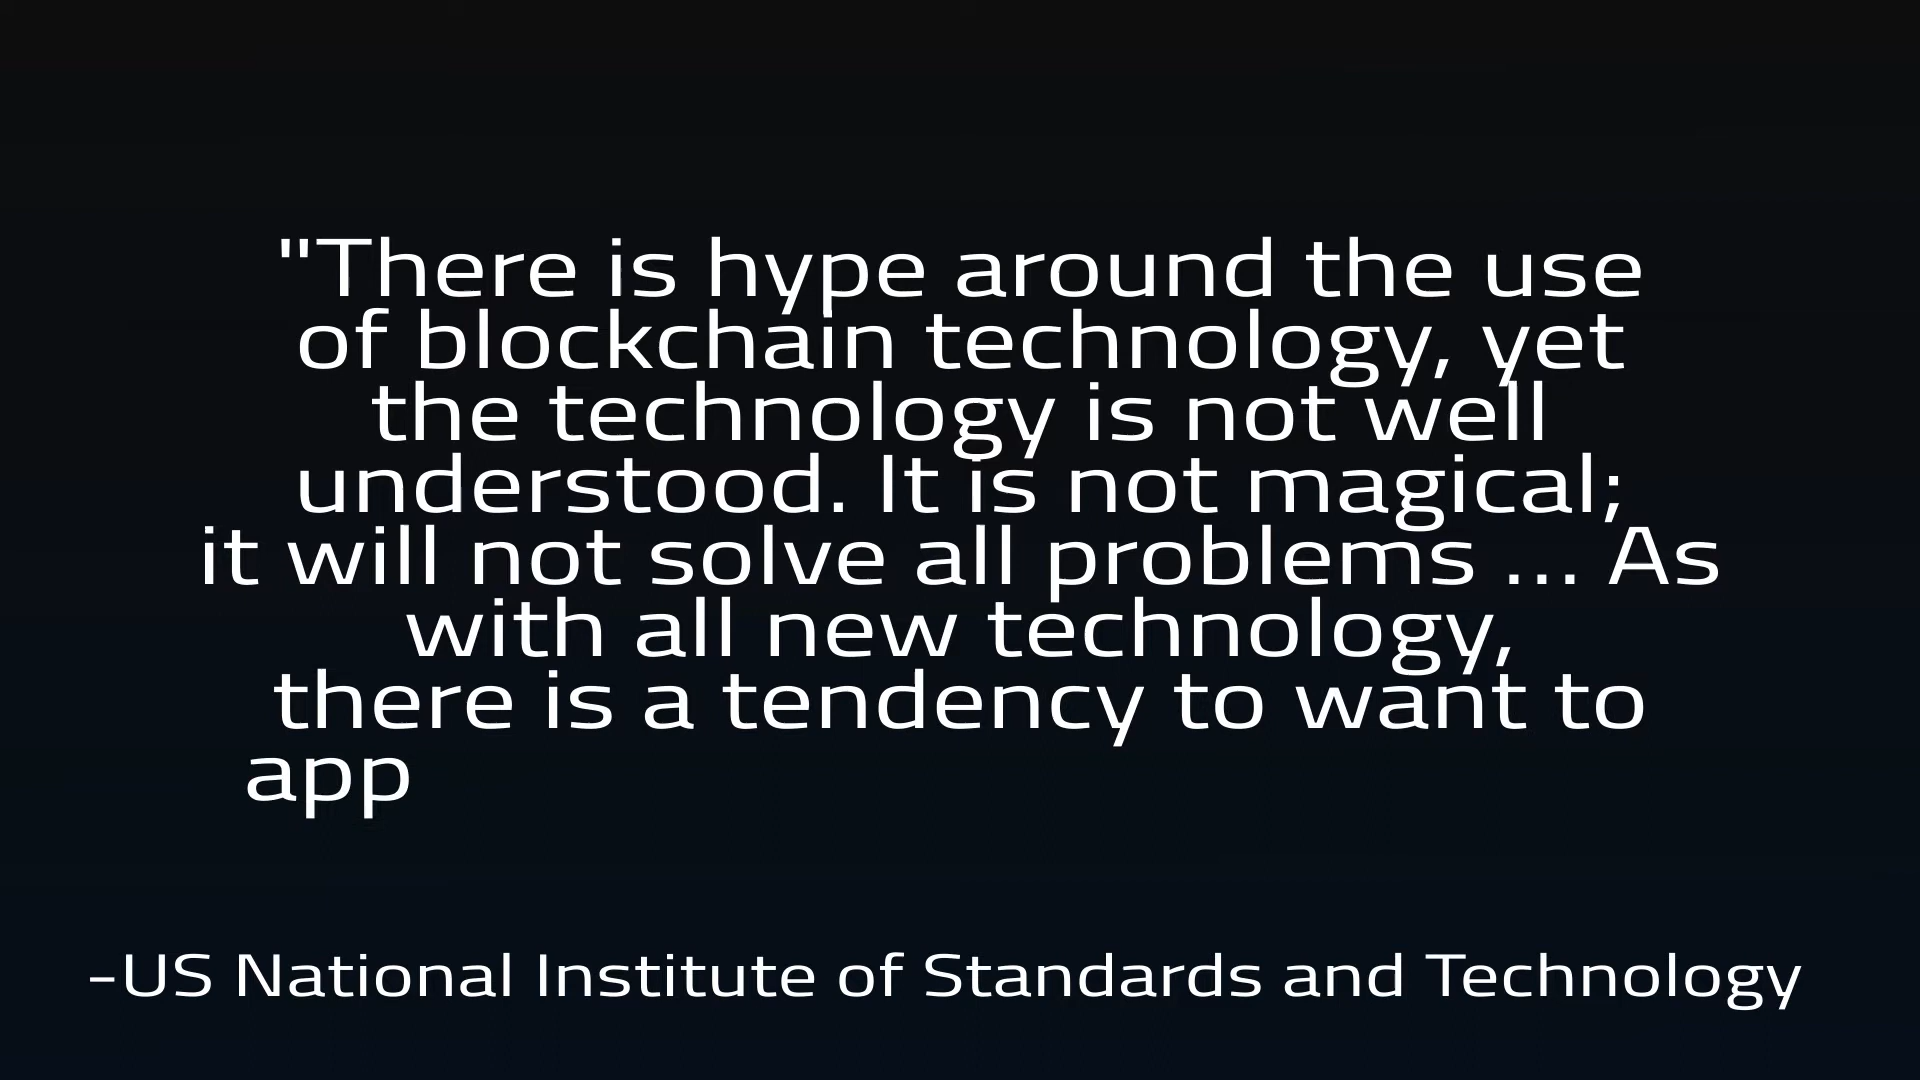 "There is hype around the use
of blockchain technology, yet
the technology is not well
understood. It is not magical;
it will not solve all problems ... As
with all new technology,
there is a tendency to want to
app
-US National Institute of Standards and Technology